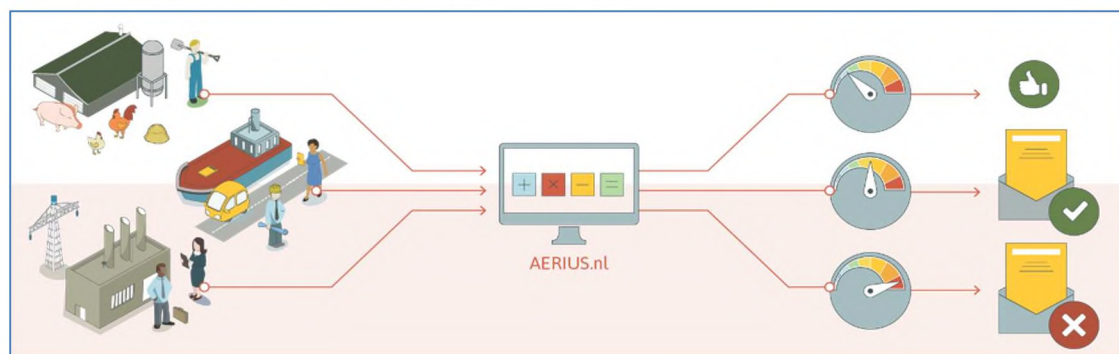 + × − =
AERIUS.nl